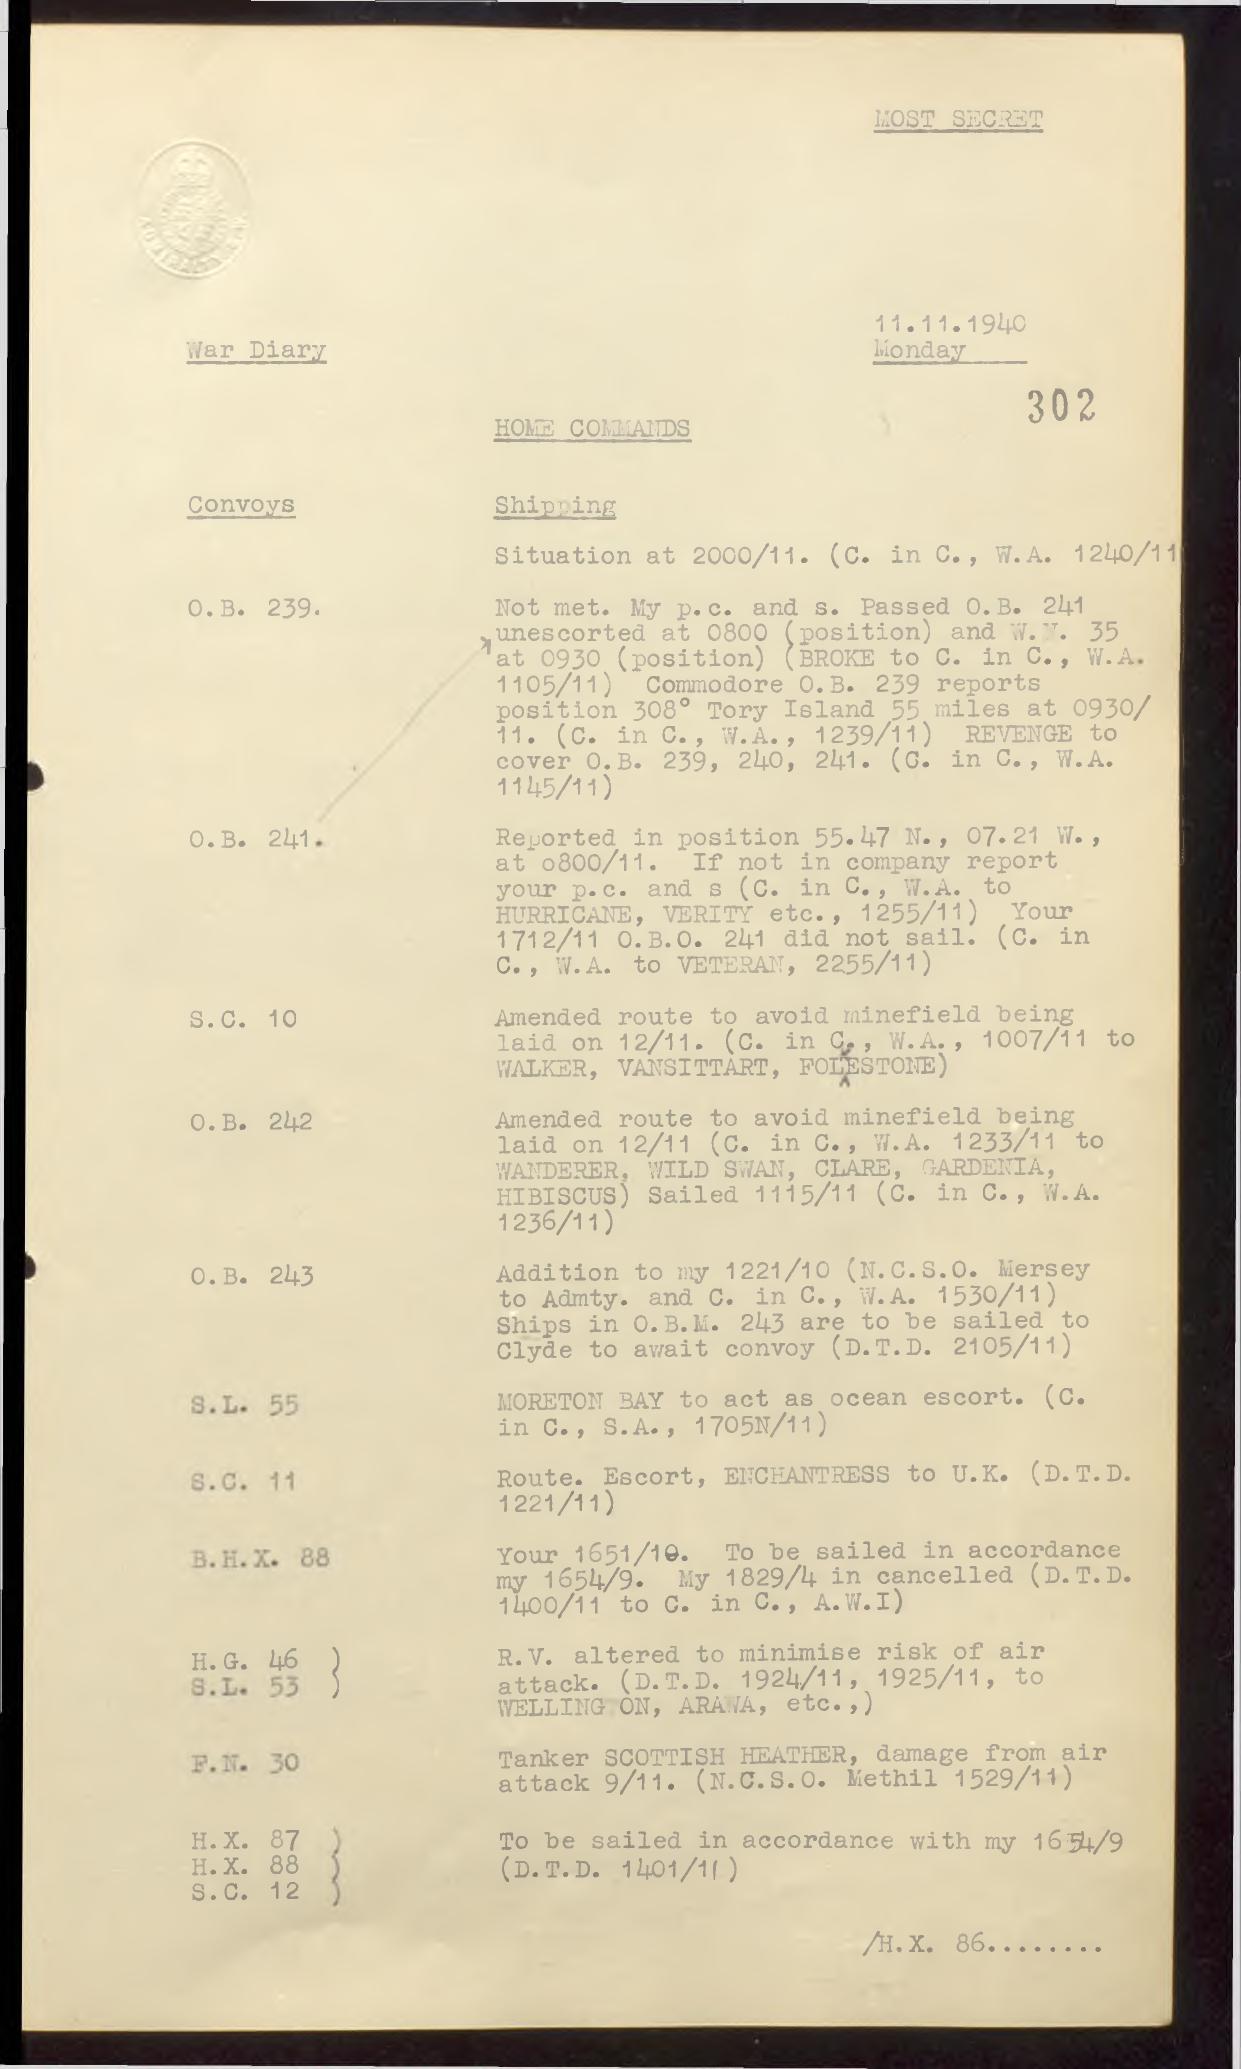 MOST SECRET
11.11.1940
War Diary
Monday
302
HOME COMMANDS
Convoys
Shipping
Situation at 2000/11. (C. in C., W.A. 1240/11
O.B. 239.
Not met. My p.c. and s. Passed O.B. 241
unescorted at 0800 (position) and W. . 35
at 0930 (position) (BROKE to C. in C., W.A.
1105/11) Commodore O.B. 239 reports
position 308° Tory Island 55 miles at 0930/
11. (C. in C., W.A., 1239/11) REVENGE to
cover O.B. 239, 240, 241. (C. in C., W.A.
1145/11)
O.B. 241.
Reported in position 55.47 N., 07.21 W.,
at o800/11. If not in company report
your p.c. and s (C. in C., W.A. to
HURRICANE, VERITY etc., 1255/11) Your
1712/11 O.B.O. 241 did not sail. (C. in
C., W.A. to VETERAN, 2255/11)
S.C. 10
Amended route to avoid minefield being
laid on 12/11. (C. in C., W.A., 1007/11 to
WALKER, VANSITTART, FOLKESTONE)
O.B. 242
Amended route to avoid minefield being
laid on 12/11 (C. in C., W.A. 1233/11 to
WANDERER, WILD SWAN, CLARE, GARDENIA,
HIBISCUS) Sailed 1115/11 (C. in C., W.A.
1236/11)
O.B. 243
Addition to my 1221/10 (N.C.S.O. Mersey
to Admty. and C. in C., W.A. 1530/11)
Ships in O.B.M. 243 are to be sailed to
Clyde to await convoy (D.T.D. 2105/11)
S.L. 55
MORETON BAY to act as ocean escort. (C.
in C., S.A., 1705N/11)
S.C. 11
Route. Escort, ENCHANTRESS to U.K. (D.T.D.
1221/11)
B.H.X. 88
Your 1651/10. To be sailed in accordance
my 1654/9. My 1829/4 in cancelled (D.T.D.
1400/11 to C. in C., A.W.I)
H.G. 46 )
S.L. 53 )
R.V. altered to minimise risk of air
attack. (D.T.D. 1924/11, 1925/11, to
WELLING ON, ARAWA, etc.,)
F.N. 30
Tanker SCOTTISH HEATHER, damage from air
attack 9/11. (N.C.S.O. Methil 1529/11)
H.X. 87 )
H.X. 88 )
S.C. 12 )
To be sailed in accordance with my 1654/9
(D.T.D. 1401/11)
/H.X. 86........